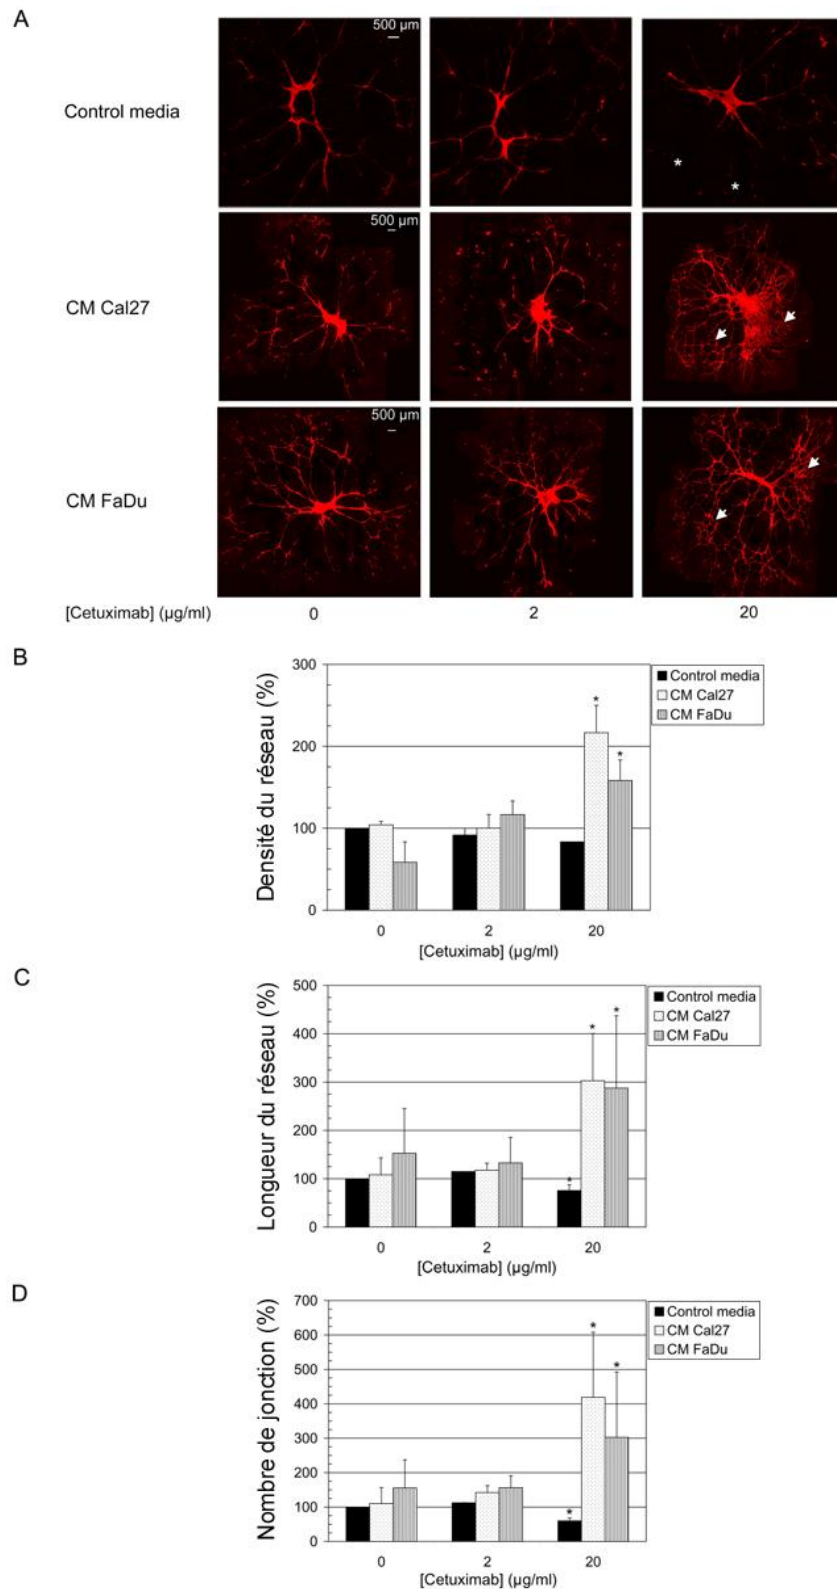 A
500 µm
Control media
* *
500 µm
CM Cal27
500 µm
CM FaDu
[Cetuximab] (µg/ml) 0 2 20
B
Densité du réseau (%)
300
200
100
0
* *
Control media
CM Cal27
CM FaDu
0 2 20
[Cetuximab] (µg/ml)
C
Longueur du réseau (%)
500
400
300
200
100
0
* * *
Control media
CM Cal27
CM FaDu
0 2 20
[Cetuximab] (µg/ml)
D
Nombre de jonction (%)
700
600
500
400
300
200
100
0
* * *
Control media
CM Cal27
CM FaDu
0 2 20
[Cetuximab] (µg/ml)